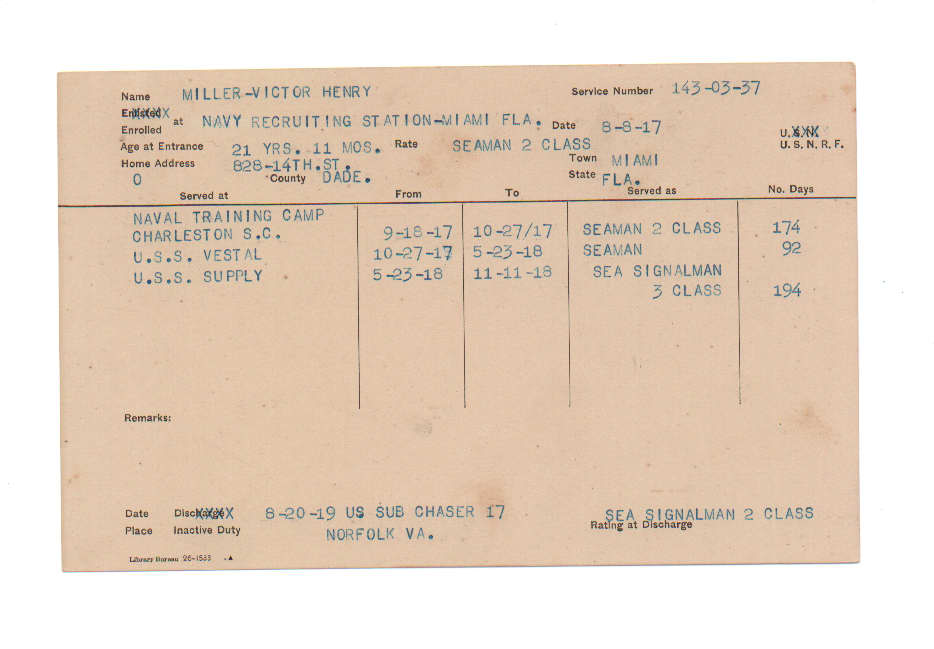 Name MILLER-VICTOR HENRY Service Number 143-03-37
Enlisted XXXX
Enrolled at NAVY RECRUITING STATION-MIAMI FLA. Date 8-8-17 U.S.N. XXX
Age at Entrance 21 YRS. 11 MOS. Rate SEAMAN 2 CLASS U. S. N. R. F.
Home Address 828-14TH.ST. Town MIAMI
O County DADE. State FLA.
Served at From To Served as No. Days
NAVAL TRAINING CAMP
CHARLESTON S.C. 9-18-17 10-27/17 SEAMAN 2 CLASS 174
U.S.S. VESTAL 10-27-17 5-23-18 SEAMAN 92
U.S.S. SUPPLY 5-23-18 11-11-18 SEA SIGNALMAN
3 CLASS 194
Remarks:
Date Discharge XXXX 8-20-19 US SUB CHASER 17 SEA SIGNALMAN 2 CLASS
Place Inactive Duty NORFOLK VA. Rating at Discharge
Library Bureau 26-1533 .▲